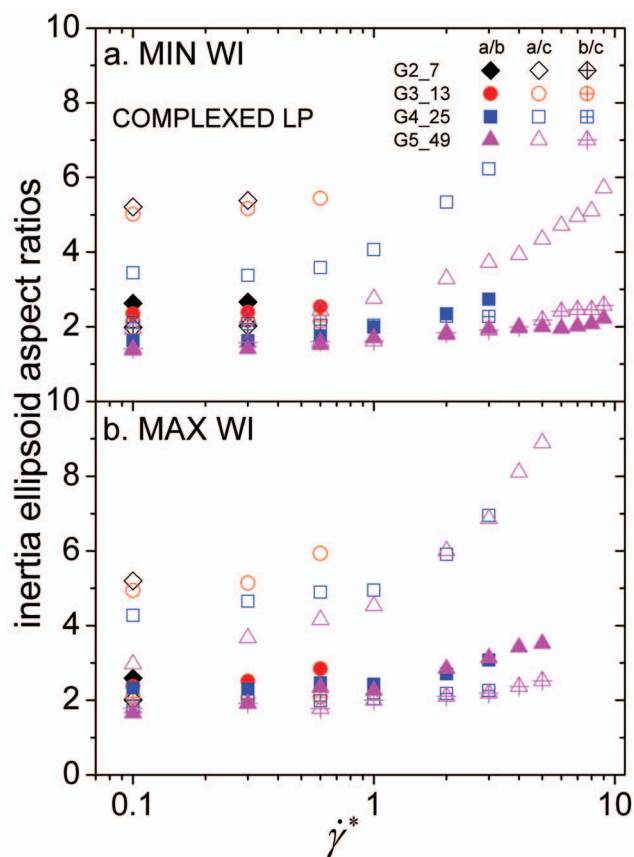 10
a. MIN WI
a/b a/c b/c
G2_7
G3_13
COMPLEXED LP
G4_25
G5_49
8
6
4
2
10
b. MAX WI
8
6
4
2
0
inertia ellipsoid aspect ratios
0.1 1 10
γ̇*